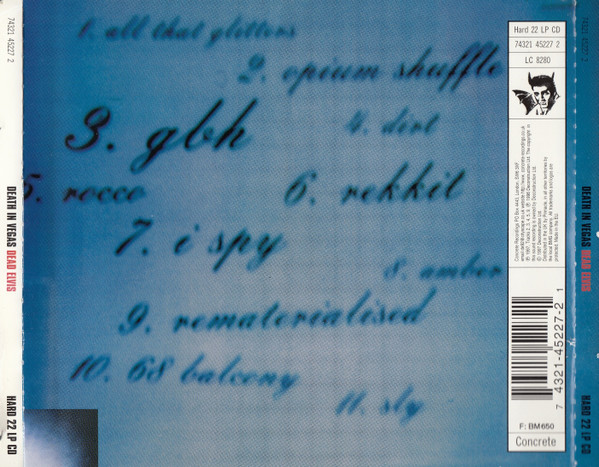 74321 45227 2
DEATH IN VEGAS DEAD ELVIS
HARD 22 LP CD
1. all that glitters
2. opium shuffle
3. gbh
4. dirt
5. rocco
6. rekkit
7. i spy
8. amber
9. rematerialised
10. 68 balcony
11. sly
Hard 22 LP CD
74321 45227 2
LC 8280
7 4321-45227-2 1
F: BM 650
Concrete
74321 45227 2
DEATH IN VEGAS DEAD ELVIS
HARD 22 LP CD